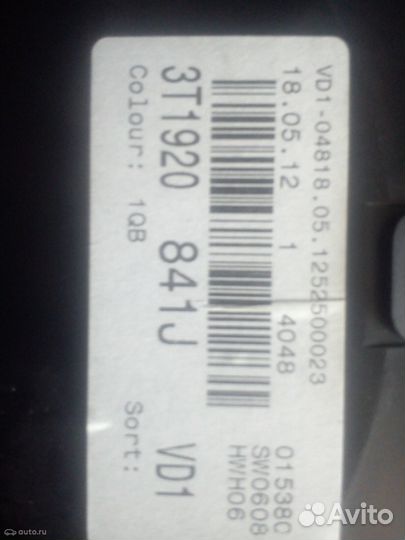 VD1-04818.05.1252500023
18.05.12 1 4048 01538C
SW0608
HWH06
3T1920 841J VD1
Colour: 1QB Sort:
auto.ru
Avito